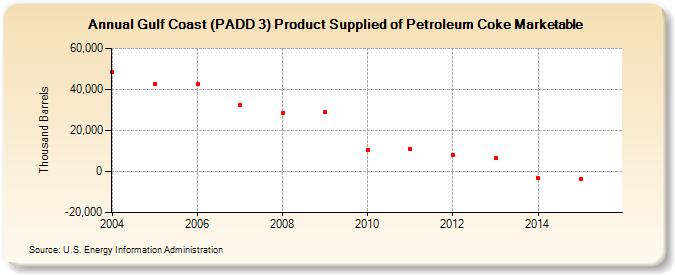 Annual Gulf Coast (PADD 3) Product Supplied of Petroleum Coke Marketable
Thousand Barrels
60,000
40,000
20,000
0
-20,000
2004 2006 2008 2010 2012 2014
Source: U.S. Energy Information Administration